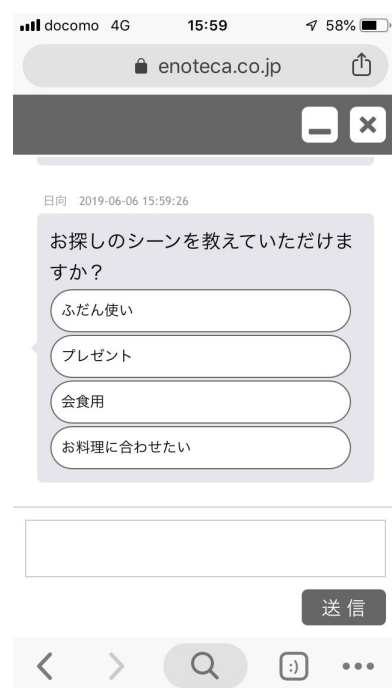 docomo 4G 15:59 58%
enoteca.co.jp
日向 2019-06-06 15:59:26
お探しのシーンを教えていただけま
すか？
ふだん使い
プレゼント
会食用
お料理に合わせたい
送信
:)